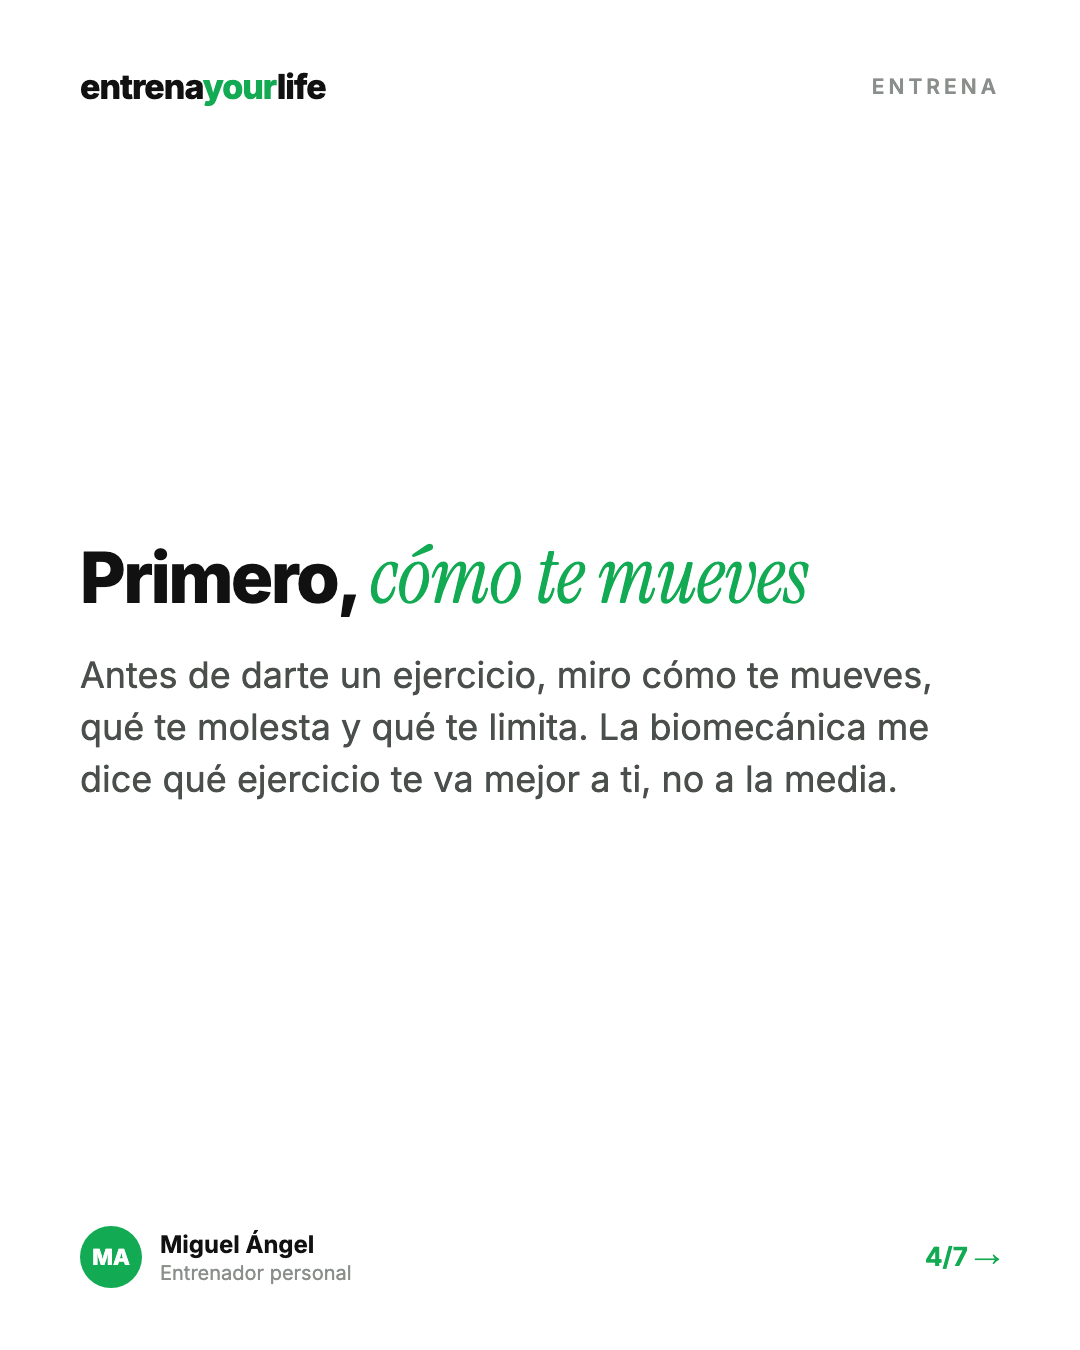 entrenayourlife
ENTRENA
Primero, cómo te mueves
Antes de darte un ejercicio, miro cómo te mueves,
qué te molesta y qué te limita. La biomecánica me
dice qué ejercicio te va mejor a ti, no a la media.
MA
Miguel Ángel
Entrenador personal
4/7 →